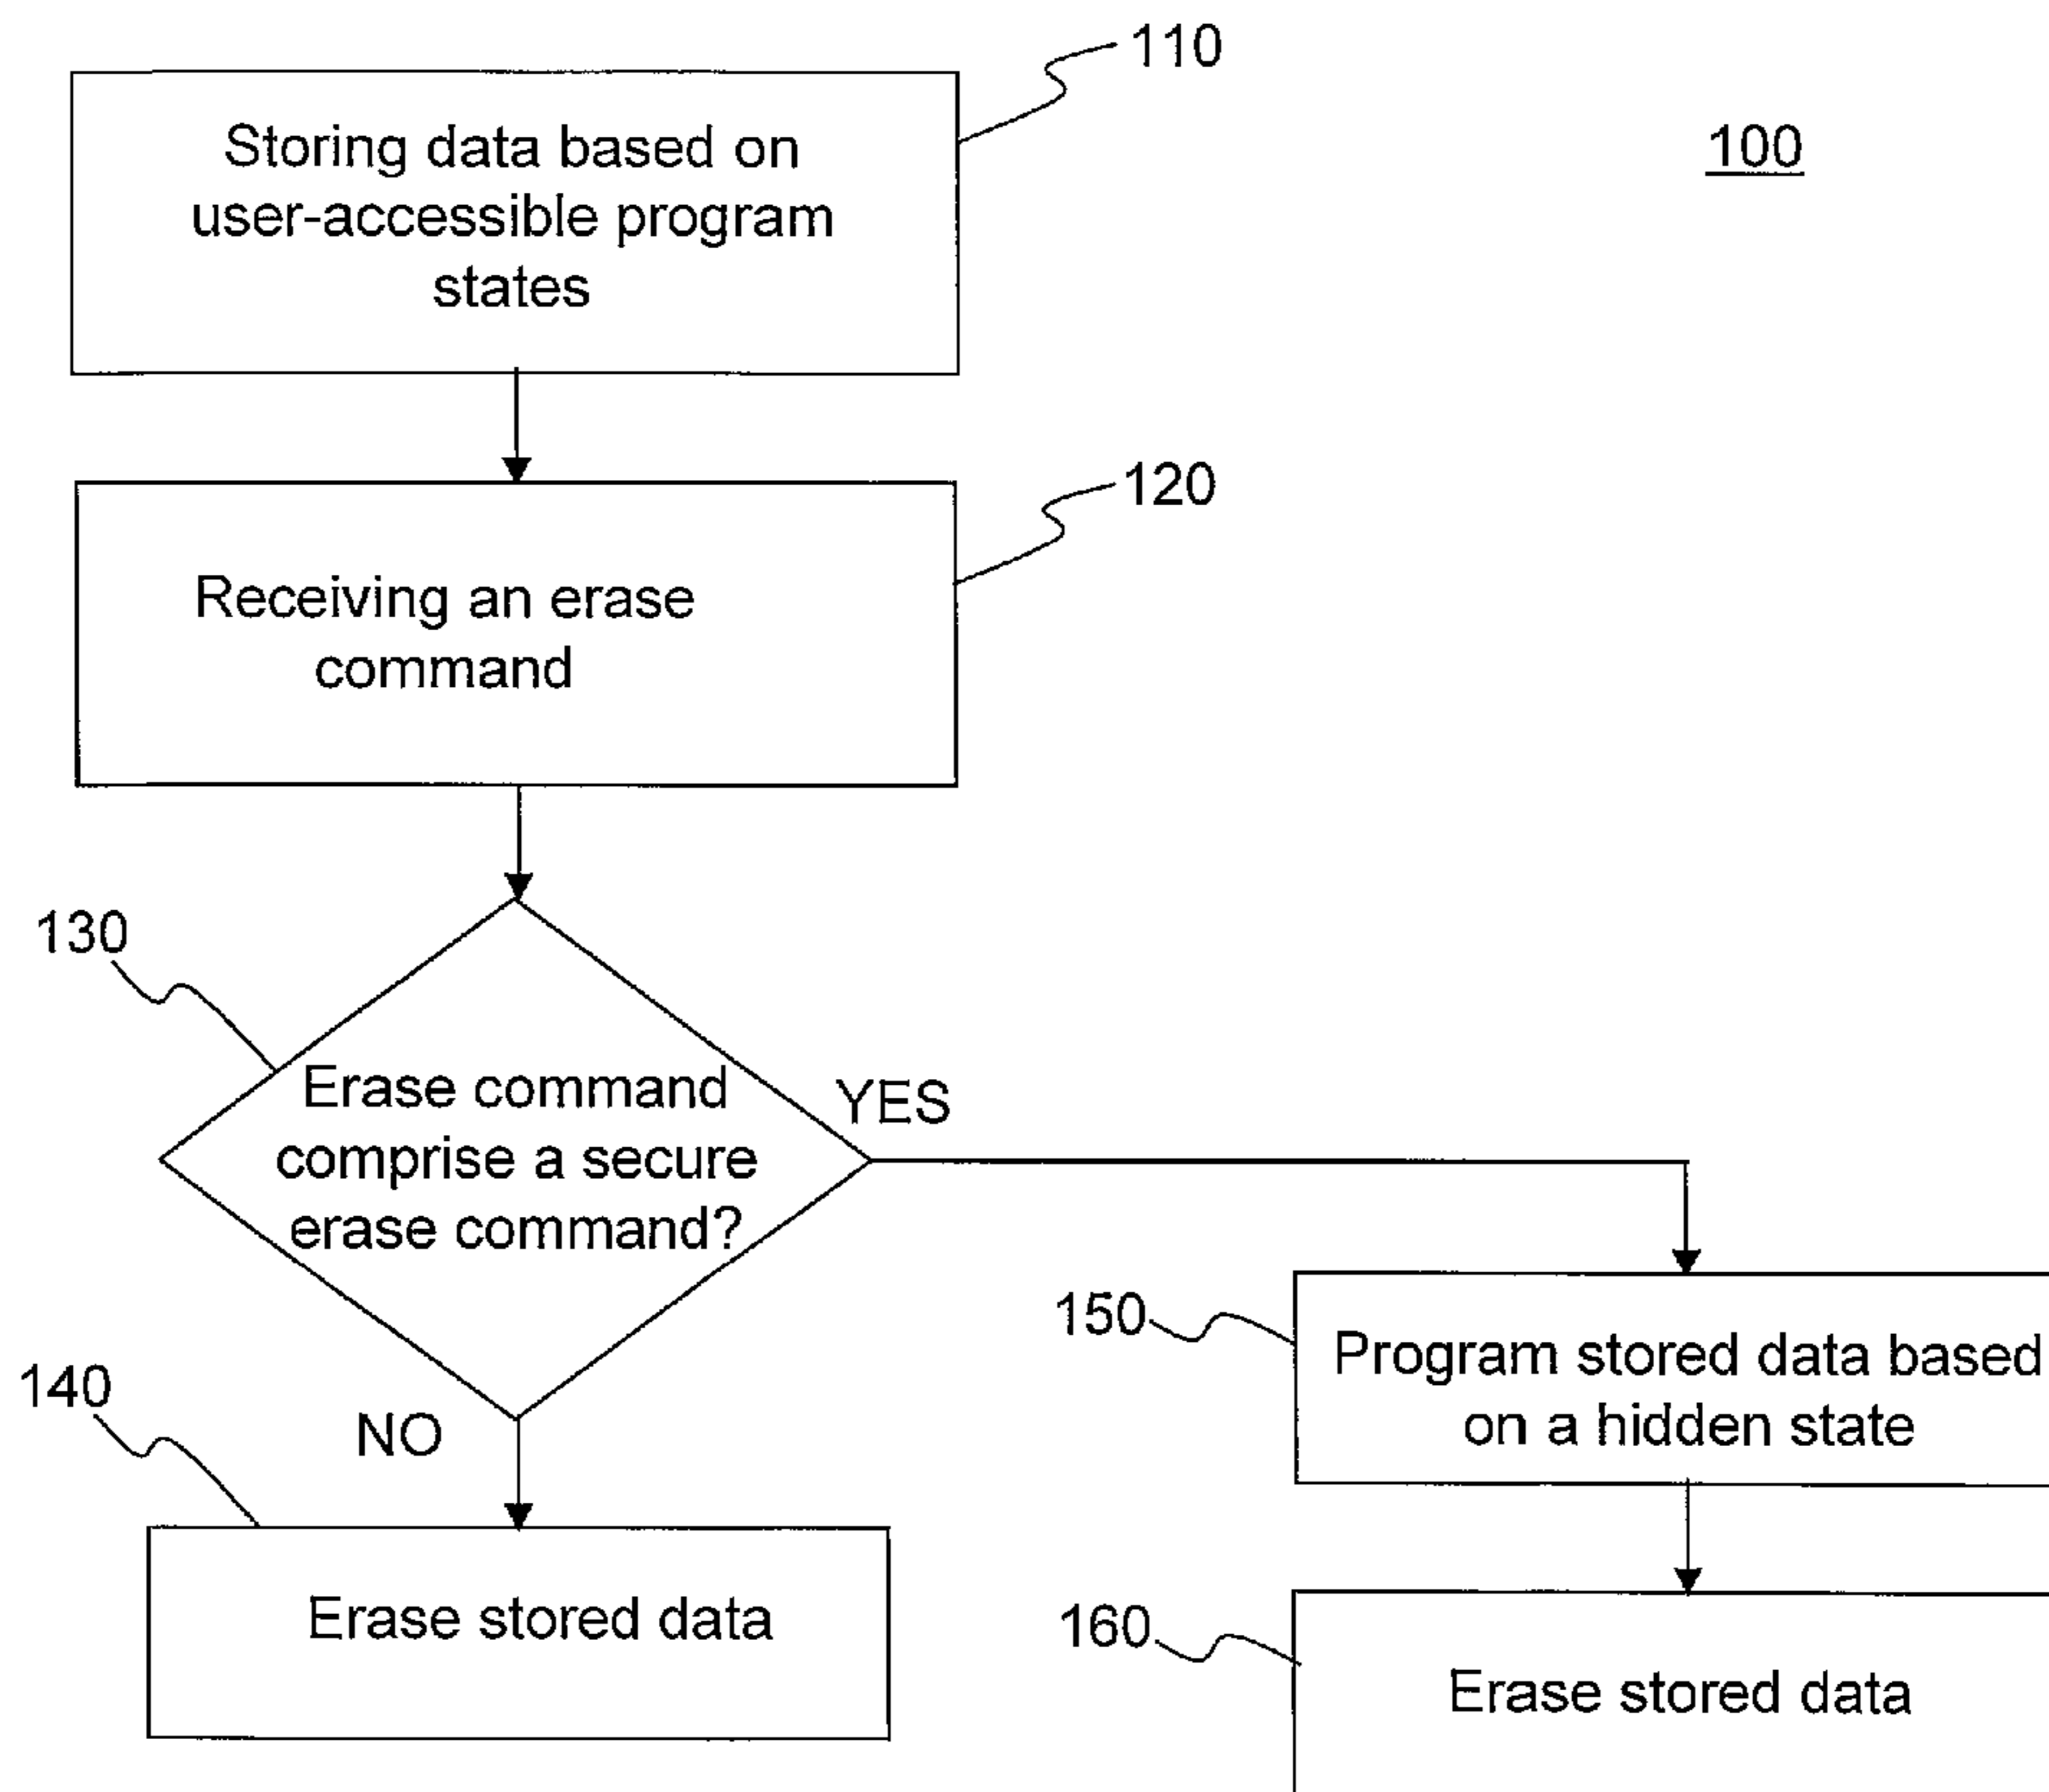 110
Storing data based on
user-accessible program
states
100
120
Receiving an erase
command
130
Erase command
comprise a secure
erase command?
YES
NO
140
Erase stored data
150
Program stored data based
on a hidden state
160
Erase stored data